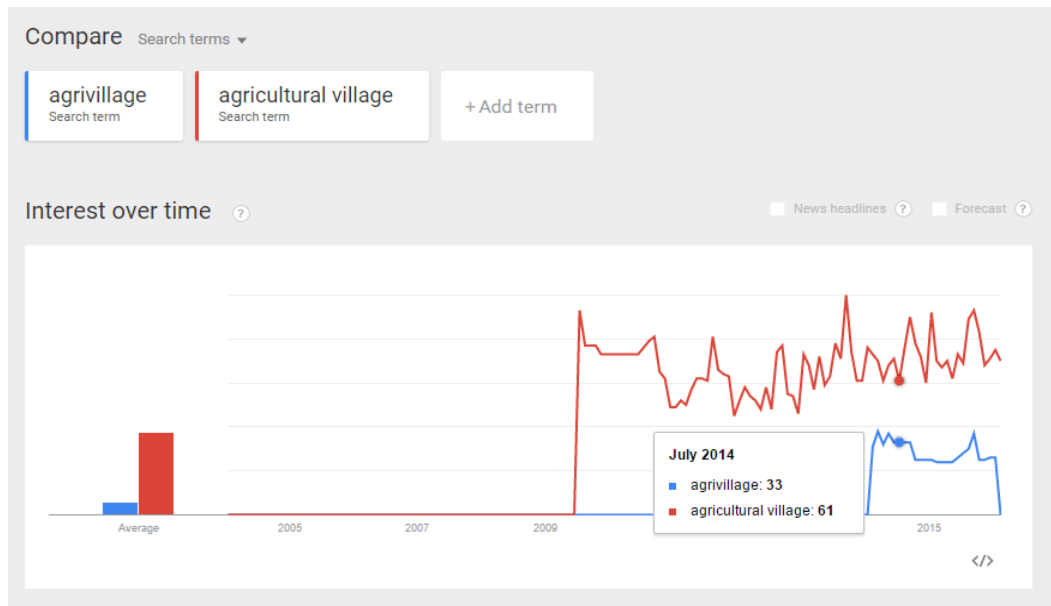 Compare Search terms
agrivillage
Search term
agricultural village
Search term
+ Add term
Interest over time ?
News headlines ? Forecast ?
July 2014
agrivillage: 33
agricultural village: 61
Average 2005 2007 2009 2015
</>